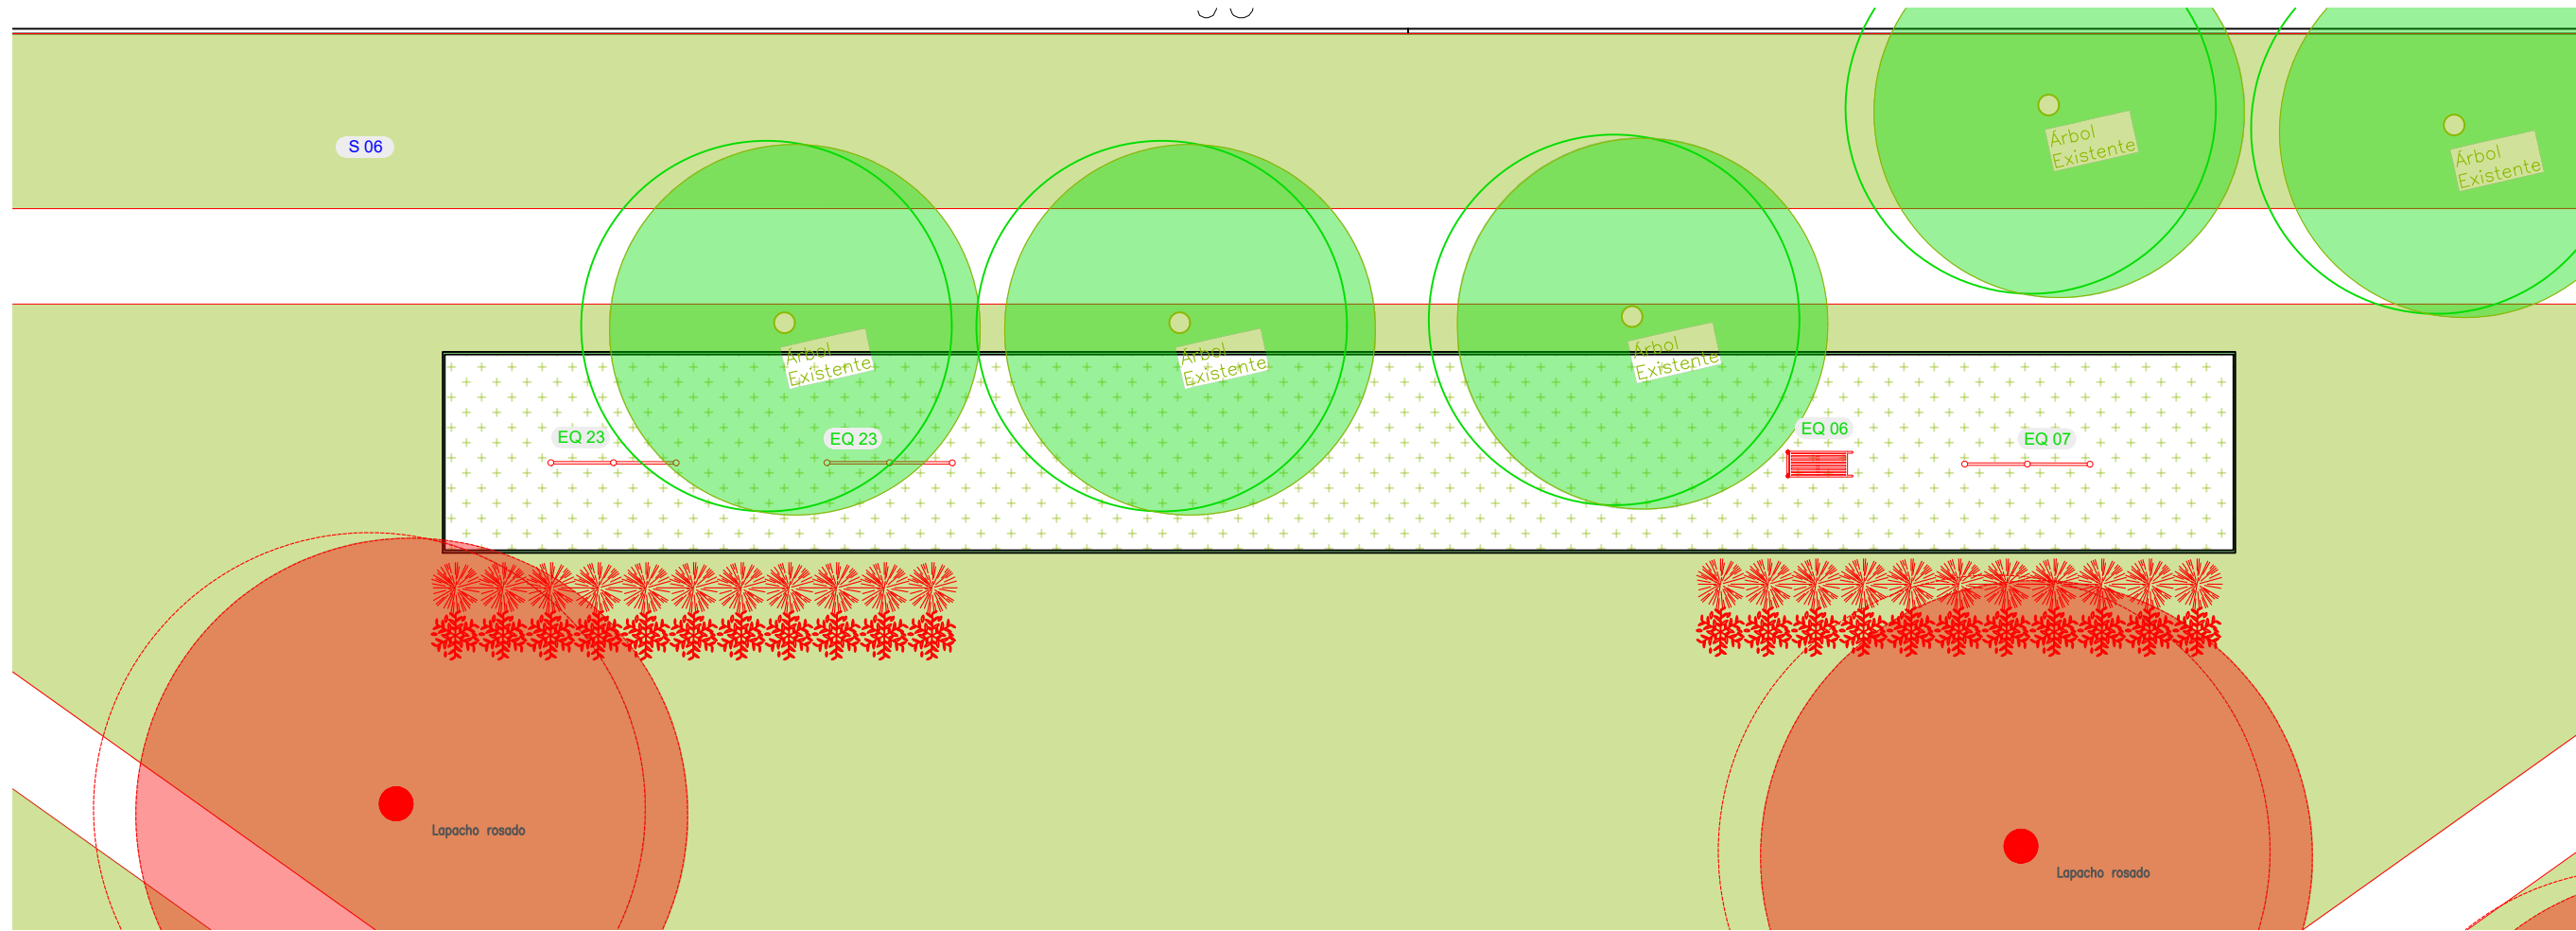 Árbol
Existente
Árbol
Existente
S 06
Árbol
Existente
Árbol
Existente
Árbol
Existente
EQ 23
EQ 23
EQ 06
EQ 07
Lapacho rosado
Lapacho rosado